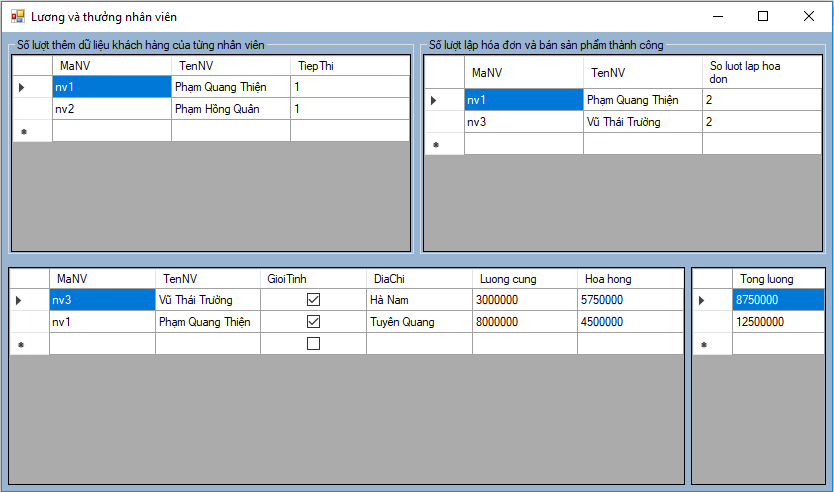 Lương và thưởng nhân viên
Số lượt thêm dữ liệu khách hàng của từng nhân viên
MaNV TenNV TiepThi
nv1 Phạm Quang Thiện 1
nv2 Phạm Hồng Quân 1
Số lượt lập hóa đơn và bán sản phẩm thành công
MaNV TenNV So luot lap hoa
don
nv1 Phạm Quang Thiện 2
nv3 Vũ Thái Trường 2
MaNV TenNV GioiTinh DiaChi Luong cung Hoa hong
nv3 Vũ Thái Trường Hà Nam 3000000 5750000
nv1 Phạm Quang Thiện Tuyên Quang 8000000 4500000
Tong luong
8750000
12500000